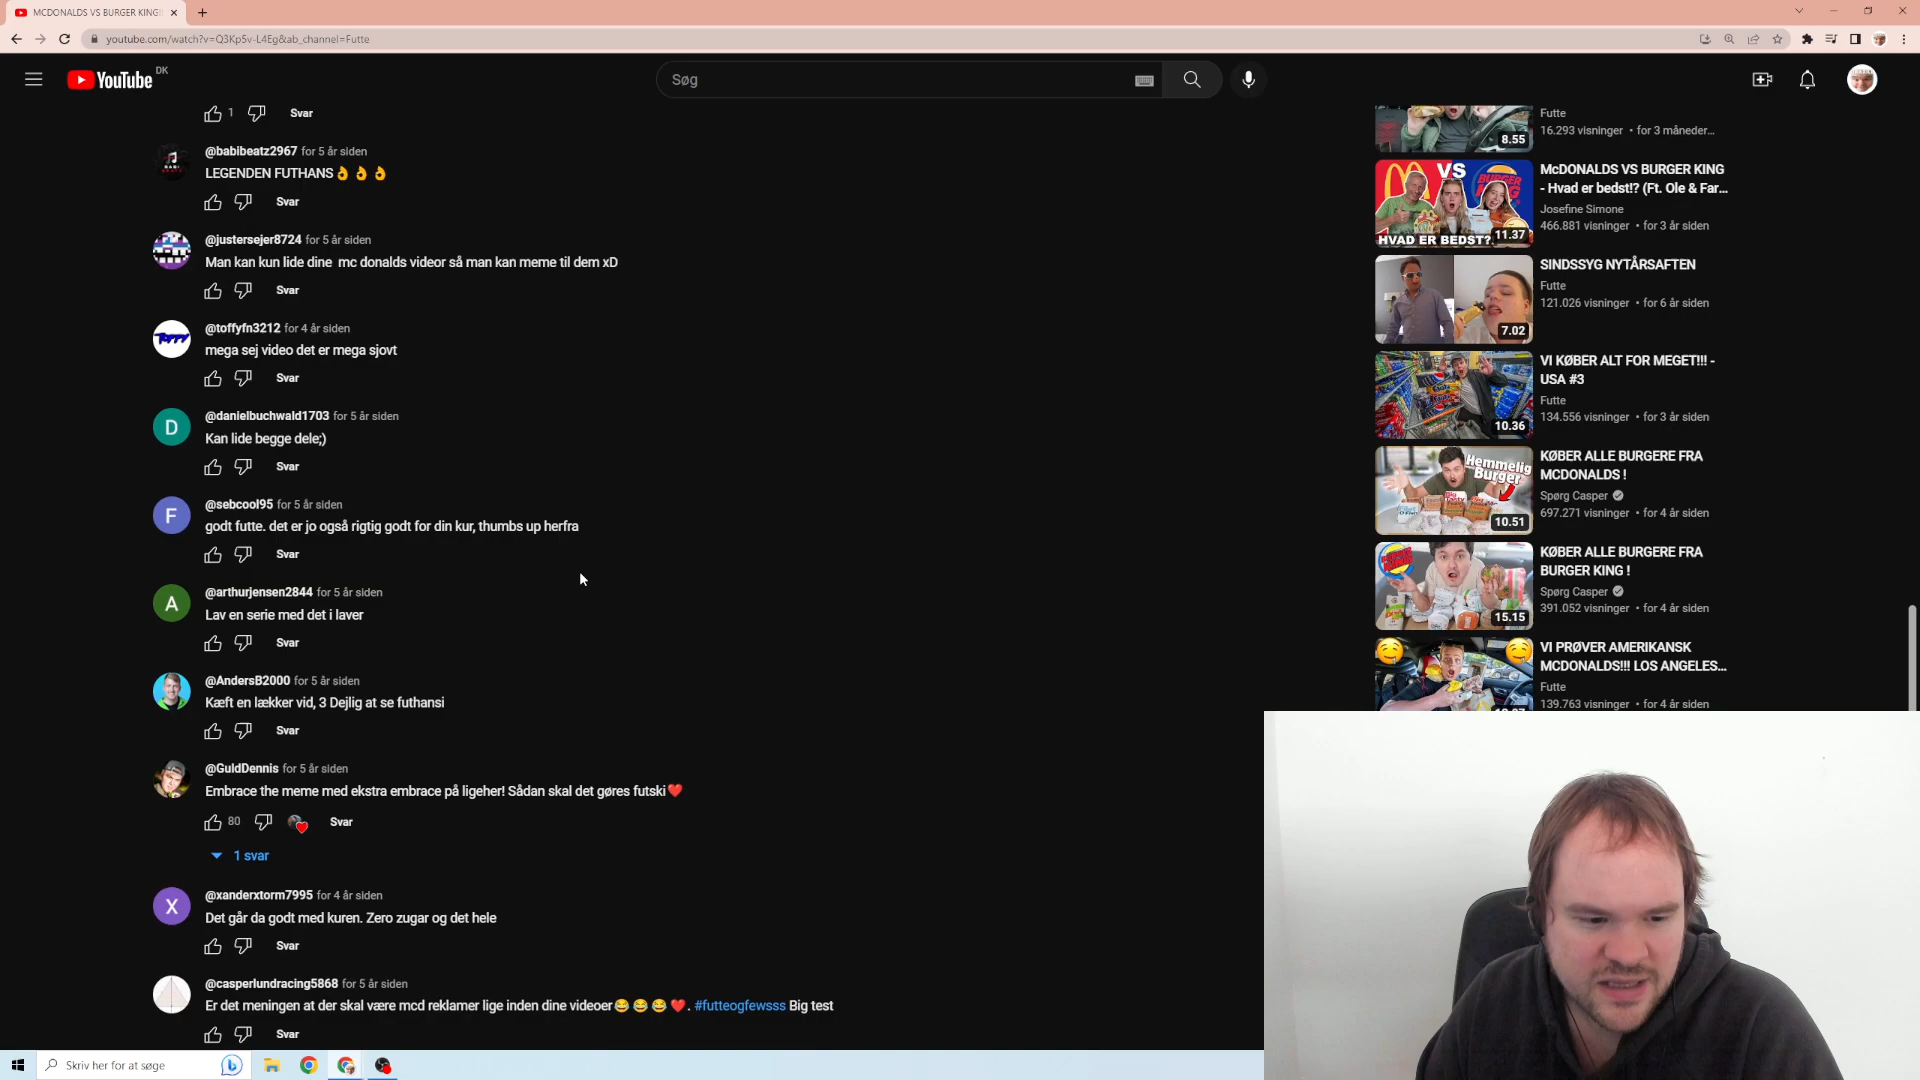 MCDONALDS VS BURGER KING!
youtube.com/watch?v=Q3Kp5v-L4Eg&ab_channel=Futte
YouTube DK
Søg
1 Svar
@babibeatz2967 for 5 år siden
LEGENDEN FUTHANS👌👌👌
Svar
@justersejer8724 for 5 år siden
Man kan kun lide dine mc donalds videor så man kan meme til dem xD
Svar
@toffyfn3212 for 4 år siden
mega sej video det er mega sjovt
Svar
D
@danielbuchwald1703 for 5 år siden
Kan lide begge dele;)
Svar
F
@sebcool95 for 5 år siden
godt futte. det er jo også rigtig godt for din kur, thumbs up herfra
Svar
A
@arthurjensen2844 for 5 år siden
Lav en serie med det i laver
Svar
@AndersB2000 for 5 år siden
Kæft en lækker vid, 3 Dejlig at se futhansi
Svar
@GuldDennis for 5 år siden
Embrace the meme med ekstra embrace på ligeher! Sådan skal det gøres futski❤️
80 Svar
1 svar
X
@xanderxtorm7995 for 4 år siden
Det går da godt med kuren. Zero zugar og det hele
Svar
@casperlundracing5868 for 5 år siden
Er det meningen at der skal være mcd reklamer lige inden dine videoer😂😂😂❤️. #futteogfewsss Big test
Svar
8.55
Futte
16.293 visninger • for 3 måneder...
VS
BURGER KING
HVAD ER BEDST?
11.37
McDONALDS VS BURGER KING
- Hvad er bedst!? (Ft. Ole & Far...
Josefine Simone
466.881 visninger • for 3 år siden
7.02
SINDSSYG NYTÅRSAFTEN
Futte
121.026 visninger • for 6 år siden
10.36
VI KØBER ALT FOR MEGET!!! -
USA #3
Futte
134.556 visninger • for 3 år siden
Hemmelig
Burger
10.51
KØBER ALLE BURGERE FRA
MCDONALDS !
Spørg Casper
697.271 visninger • for 4 år siden
15.15
KØBER ALLE BURGERE FRA
BURGER KING !
Spørg Casper
391.052 visninger • for 4 år siden
VI PRØVER AMERIKANSK
MCDONALDS!!! LOS ANGELES...
Futte
139.763 visninger • for 4 år siden
Skriv her for at søge